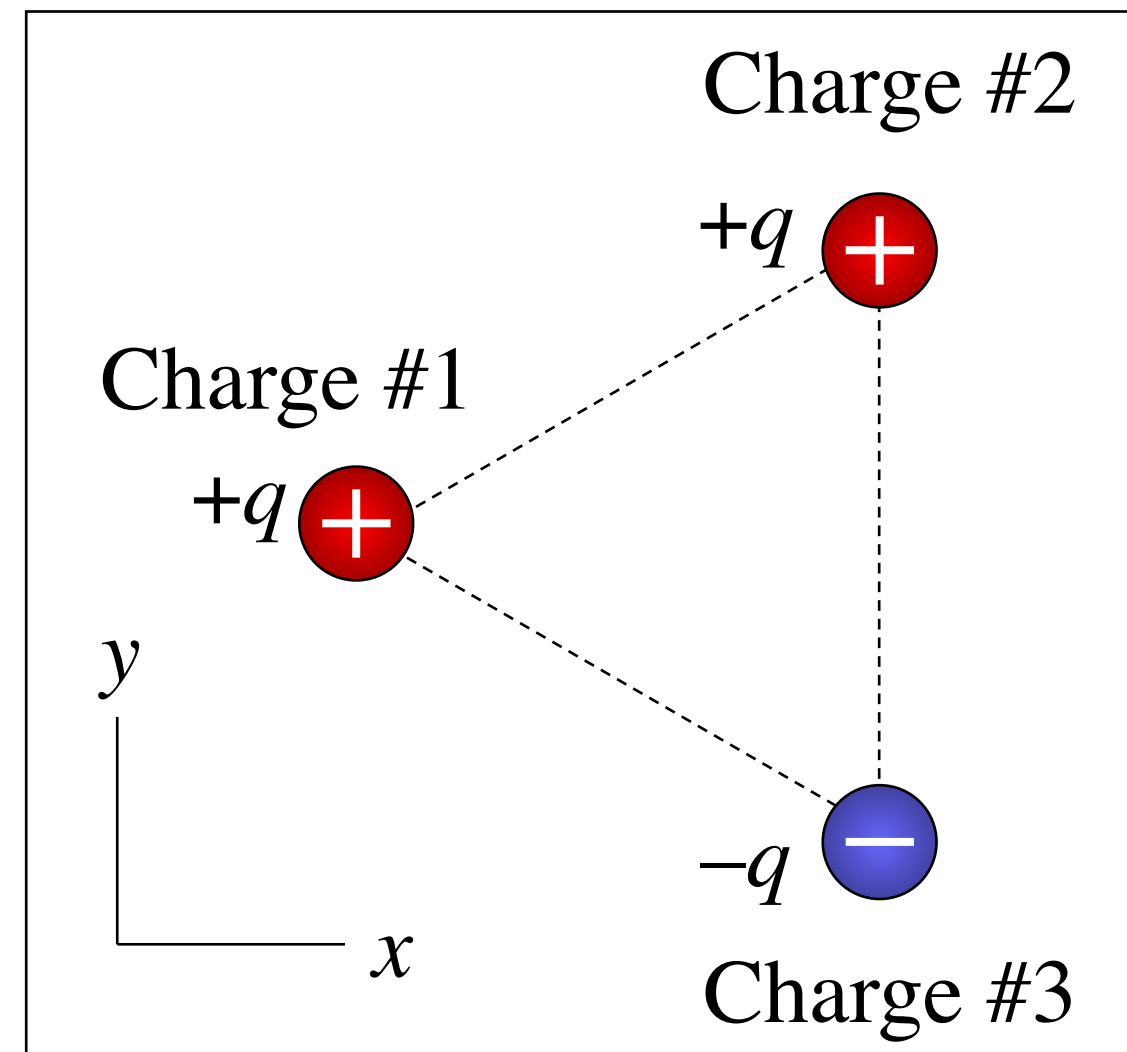 Charge #2
+q
+
Charge #1
+q
+
y
−q
−
x
Charge #3